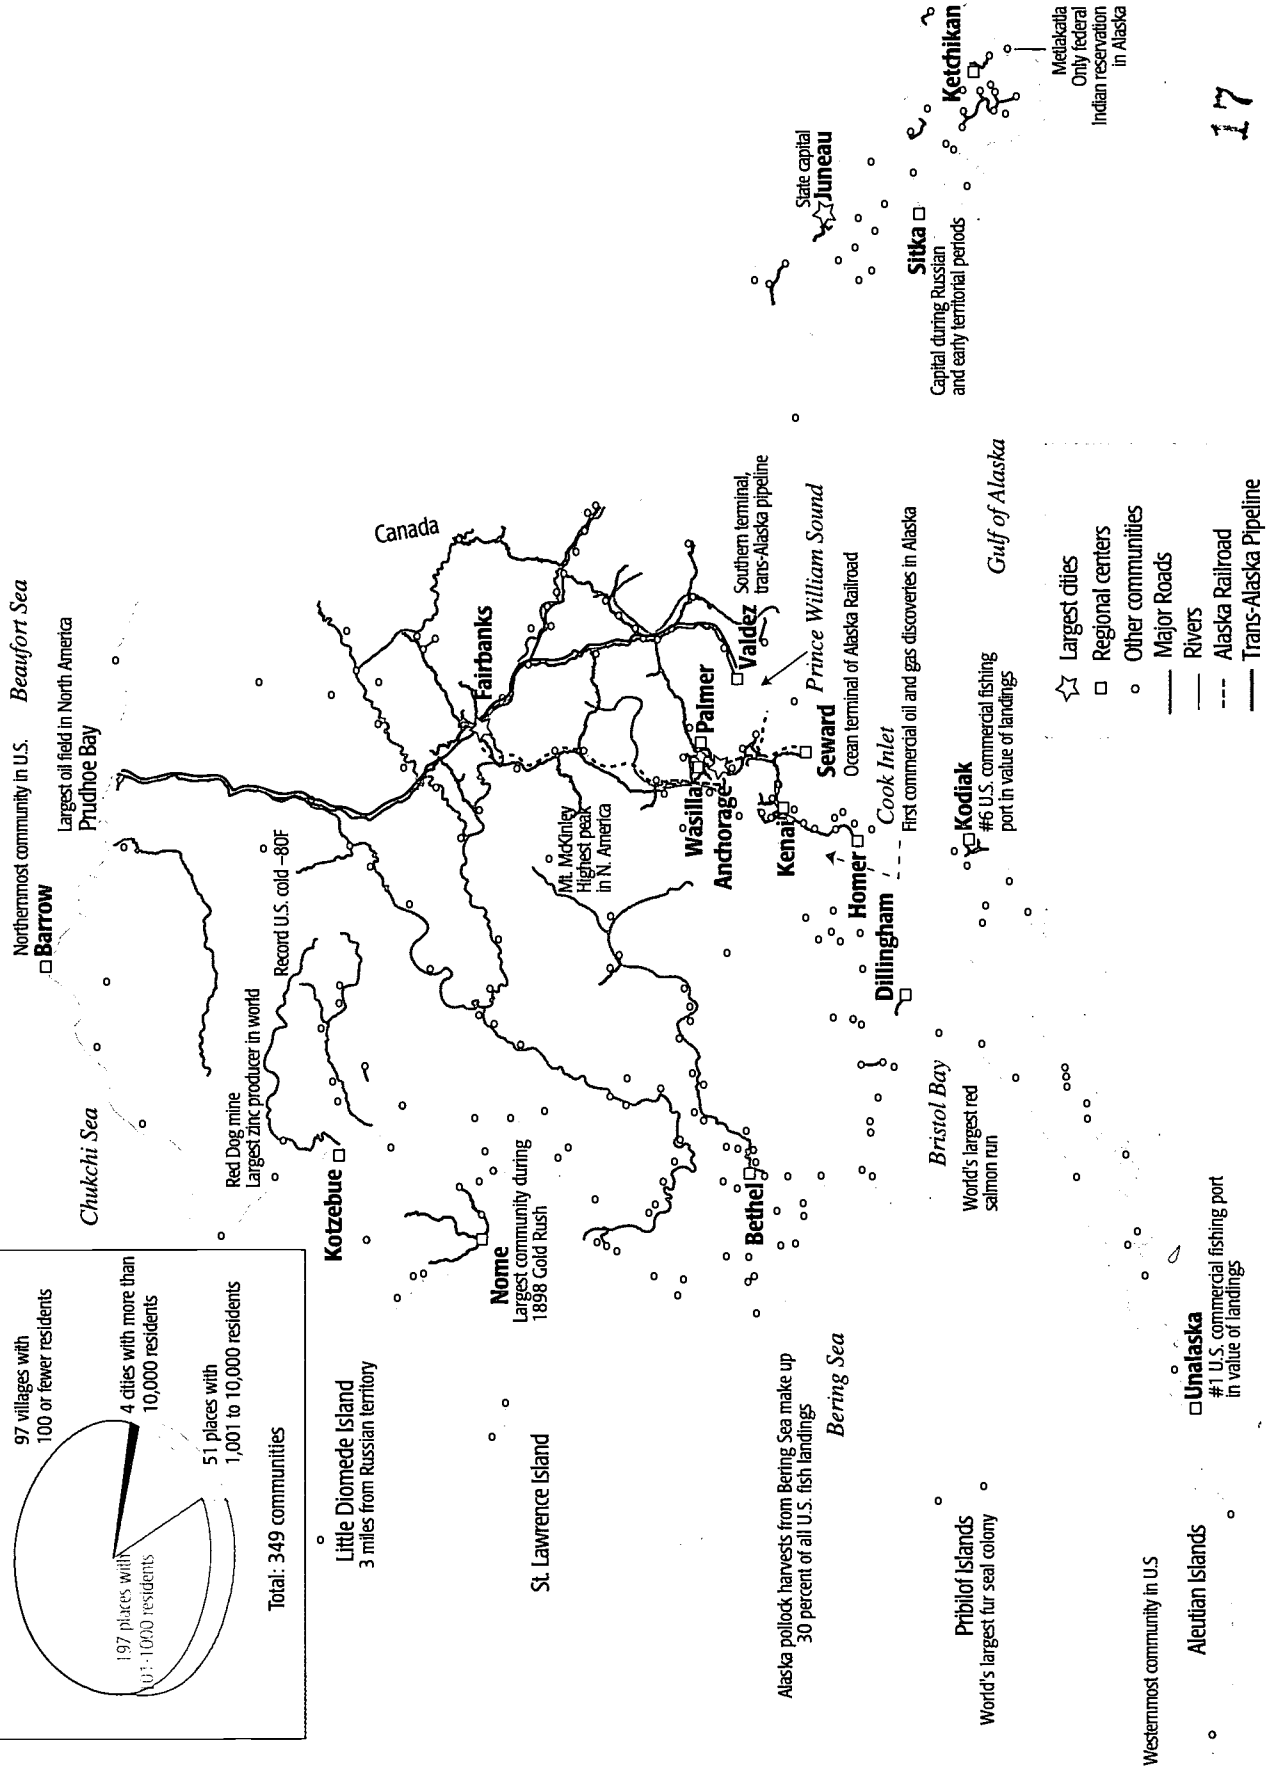 97 villages with
100 or fewer residents
4 cities with more than
10,000 residents
51 places with
1,001 to 10,000 residents
197 places with
101-1000 residents
Total: 349 communities
Northernmost community in U.S.
Barrow
Beaufort Sea
Chukchi Sea
Largest oil field in North America
Prudhoe Bay
Red Dog mine
Largest zinc producer in world
Record U.S. cold –80F
Kotzebue
Little Diomede Island
3 miles from Russian territory
Canada
Fairbanks
Nome
Largest community during
1898 Gold Rush
St. Lawrence Island
Mt. McKinley
Highest peak
in N. America
Wasilla
Palmer
Anchorage
Valdez
Southern terminal,
trans-Alaska pipeline
Bethel
Kenai
Seward
Ocean terminal of Alaska Railroad
Prince William Sound
State capital
Juneau
Alaska pollock harvests from Bering Sea make up
30 percent of all U.S. fish landings
Bering Sea
Homer
Dillingham
Cook Inlet
First commercial oil and gas discoveries in Alaska
Sitka
Capital during Russian
and early territorial periods
Ketchikan
Bristol Bay
World's largest red
salmon run
Kodiak
#6 U.S. commercial fishing
port in value of landings
Gulf of Alaska
Pribilof Islands
World's largest fur seal colony
Metlakatla
Only federal
Indian reservation
in Alaska
Westernmost community in U.S
Aleutian Islands
Unalaska
#1 U.S. commercial fishing port
in value of landings
Largest cities
Regional centers
Other communities
Major Roads
Rivers
Alaska Railroad
Trans-Alaska Pipeline
17